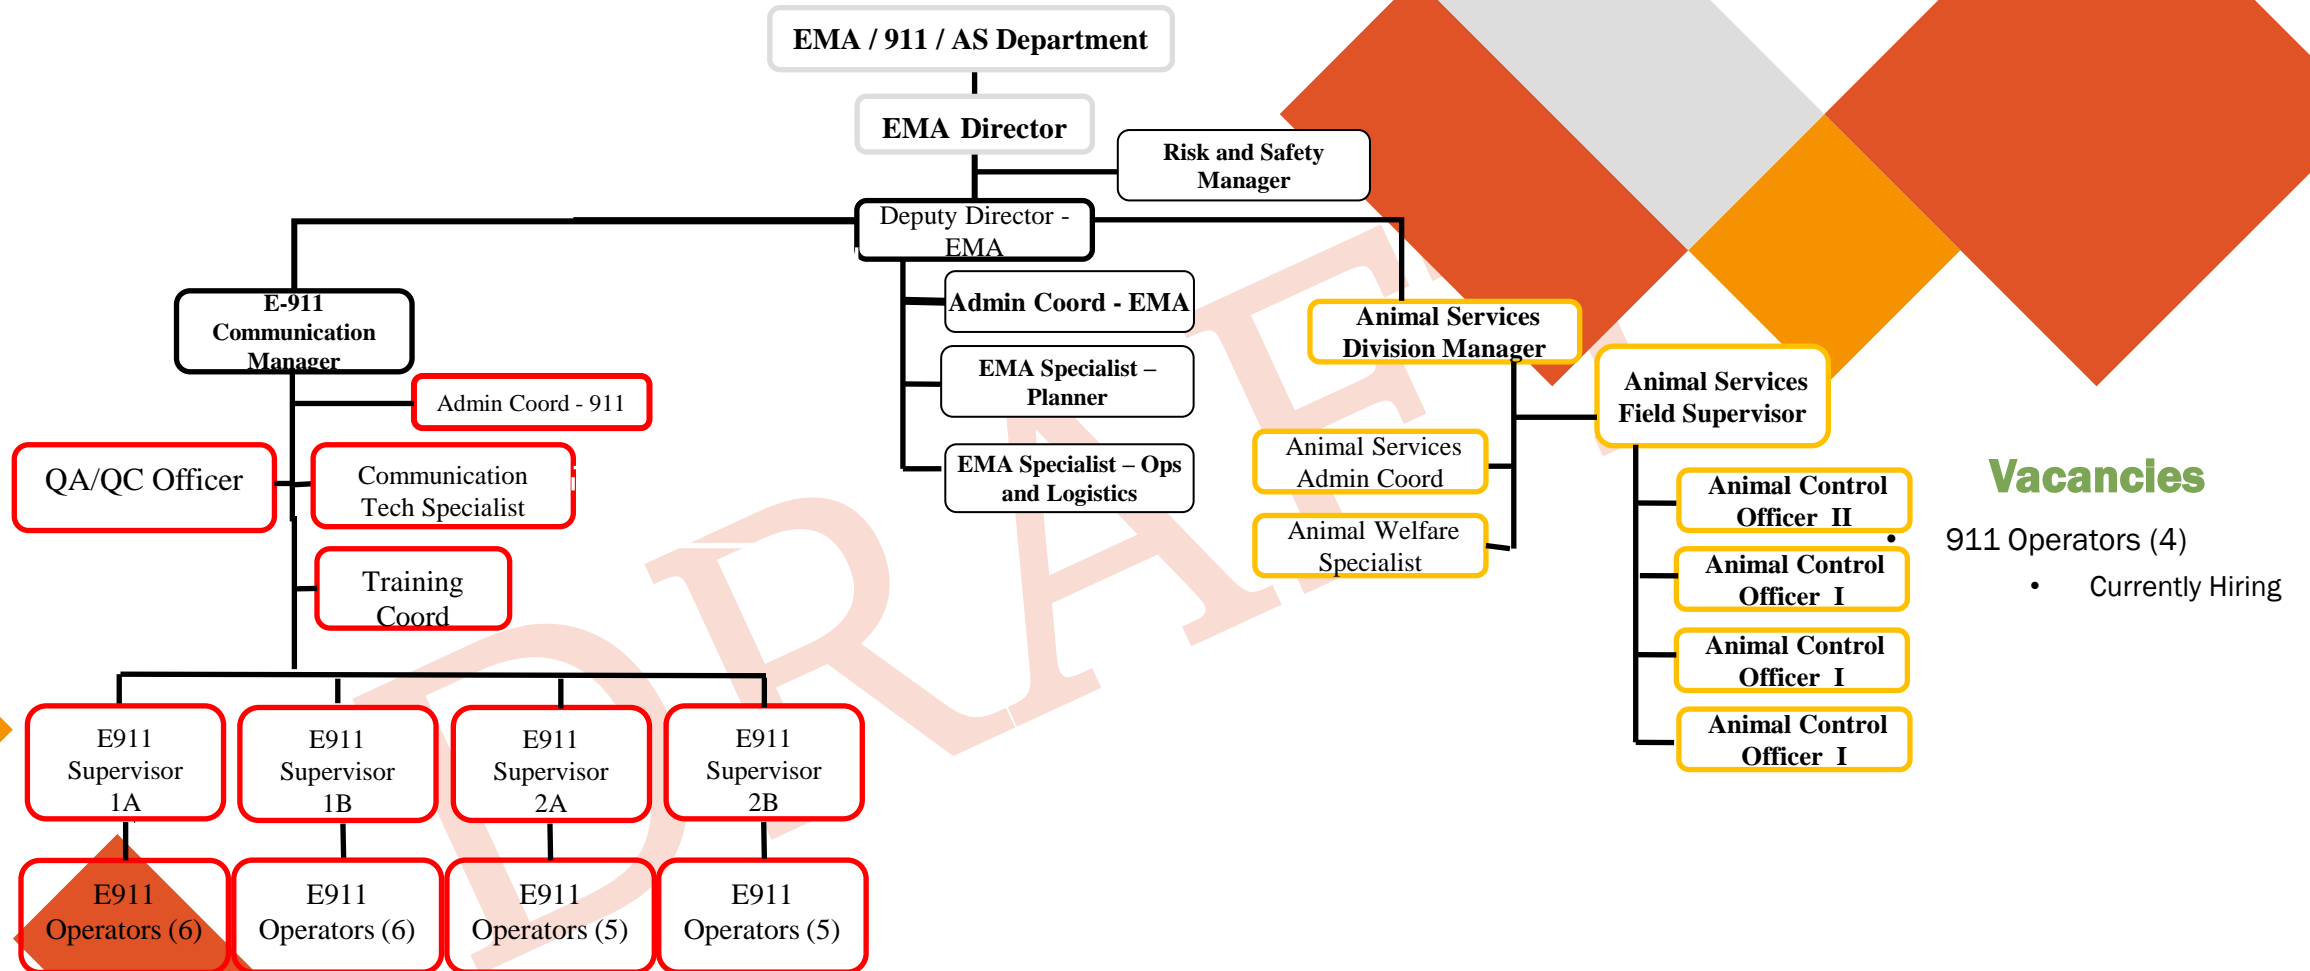 EMA / 911 / AS Department
EMA Director
Risk and Safety
Manager
Deputy Director -
EMA
E-911
Communication
Manager
Admin Coord - EMA
EMA Specialist –
Planner
EMA Specialist – Ops
and Logistics
Animal Services
Division Manager
Animal Services
Field Supervisor
Admin Coord - 911
QA/QC Officer
Communication
Tech Specialist
Training
Coord
Animal Services
Admin Coord
Animal Welfare
Specialist
Animal Control
Officer II
Animal Control
Officer I
Animal Control
Officer I
Animal Control
Officer I
Vacancies
• 911 Operators (4)
• Currently Hiring
E911
Supervisor
1A
E911
Supervisor
1B
E911
Supervisor
2A
E911
Supervisor
2B
E911
Operators (6)
E911
Operators (6)
E911
Operators (5)
E911
Operators (5)
DRAFT